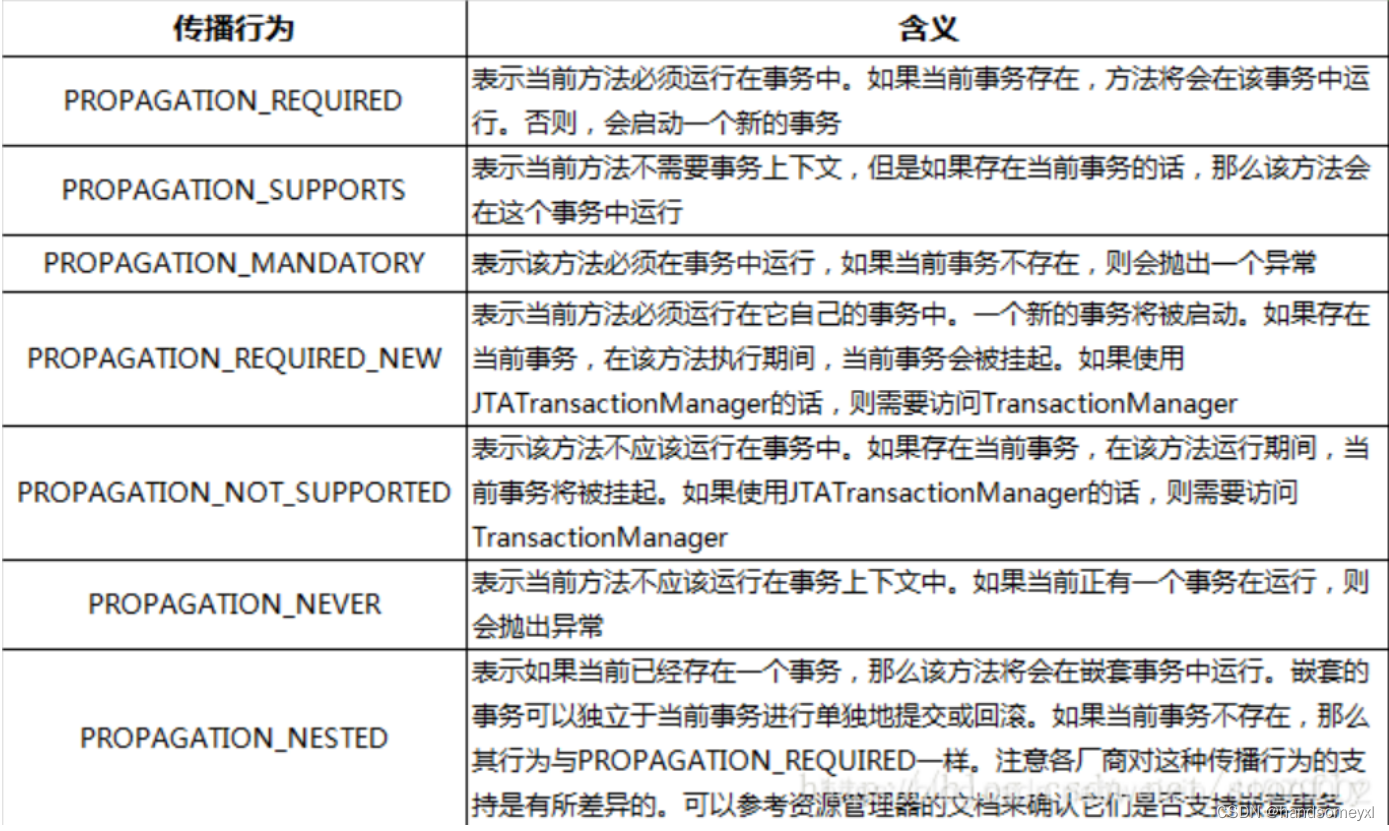 传播行为
含义
PROPAGATION_REQUIRED
表示当前方法必须运行在事务中。如果当前事务存在，方法将会在该事务中运
行。否则，会启动一个新的事务
PROPAGATION_SUPPORTS
表示当前方法不需要事务上下文，但是如果存在当前事务的话，那么该方法会
在这个事务中运行
PROPAGATION_MANDATORY
表示该方法必须在事务中运行，如果当前事务不存在，则会抛出一个异常
PROPAGATION_REQUIRED_NEW
表示当前方法必须运行在它自己的事务中。一个新的事务将被启动。如果存在
当前事务，在该方法执行期间，当前事务会被挂起。如果使用
JTATransactionManager的话，则需要访问TransactionManager
PROPAGATION_NOT_SUPPORTED
表示该方法不应该运行在事务中。如果存在当前事务，在该方法运行期间，当
前事务将被挂起。如果使用JTATransactionManager的话，则需要访问
TransactionManager
PROPAGATION_NEVER
表示当前方法不应该运行在事务上下文中。如果当前正有一个事务在运行，则
会抛出异常
PROPAGATION_NESTED
表示如果当前已经存在一个事务，那么该方法将会在嵌套事务中运行。嵌套的
事务可以独立于当前事务进行单独地提交或回滚。如果当前事务不存在，那么
其行为与PROPAGATION_REQUIRED一样。注意各厂商对这种传播行为的支
持是有所差异的。可以参考资源管理器的文档来确认它们是否支持嵌套事务
CSDN @handsomeyxl